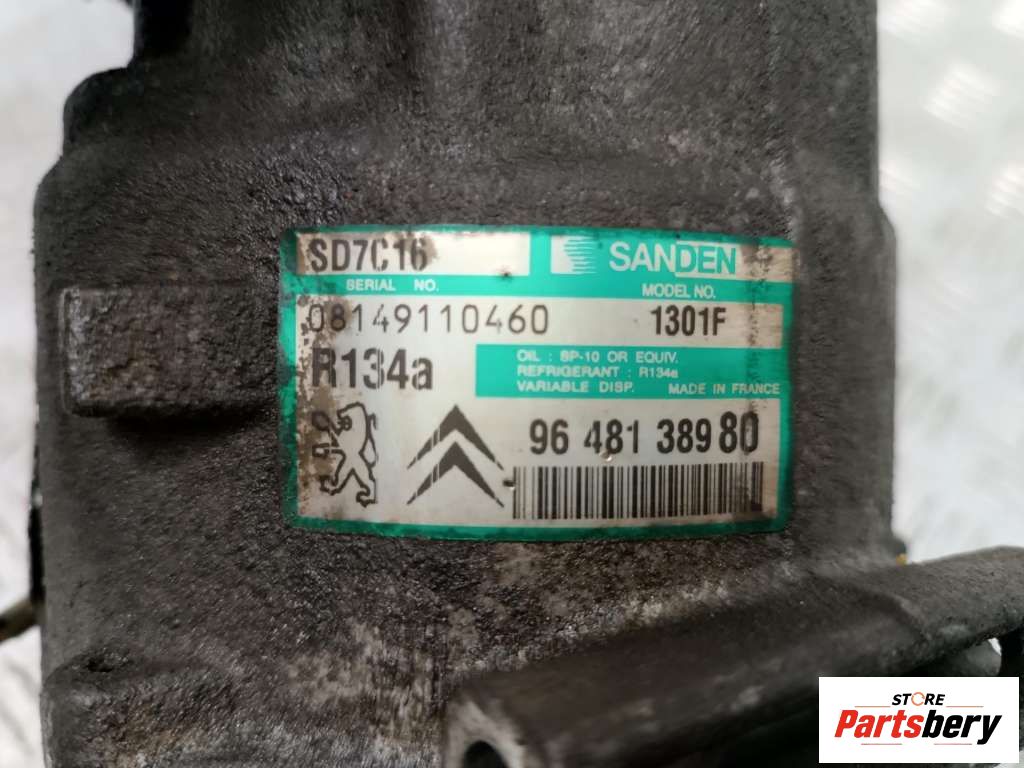 SD7C16
SANDEN
SERIAL NO.
MODEL NO.
08149110460
1301F
R134a
OIL : SP-10 OR EQUIV.
REFRIGERANT : R134a
VARIABLE DISP. MADE IN FRANCE
96 481 389 80
STORE
Partsbery